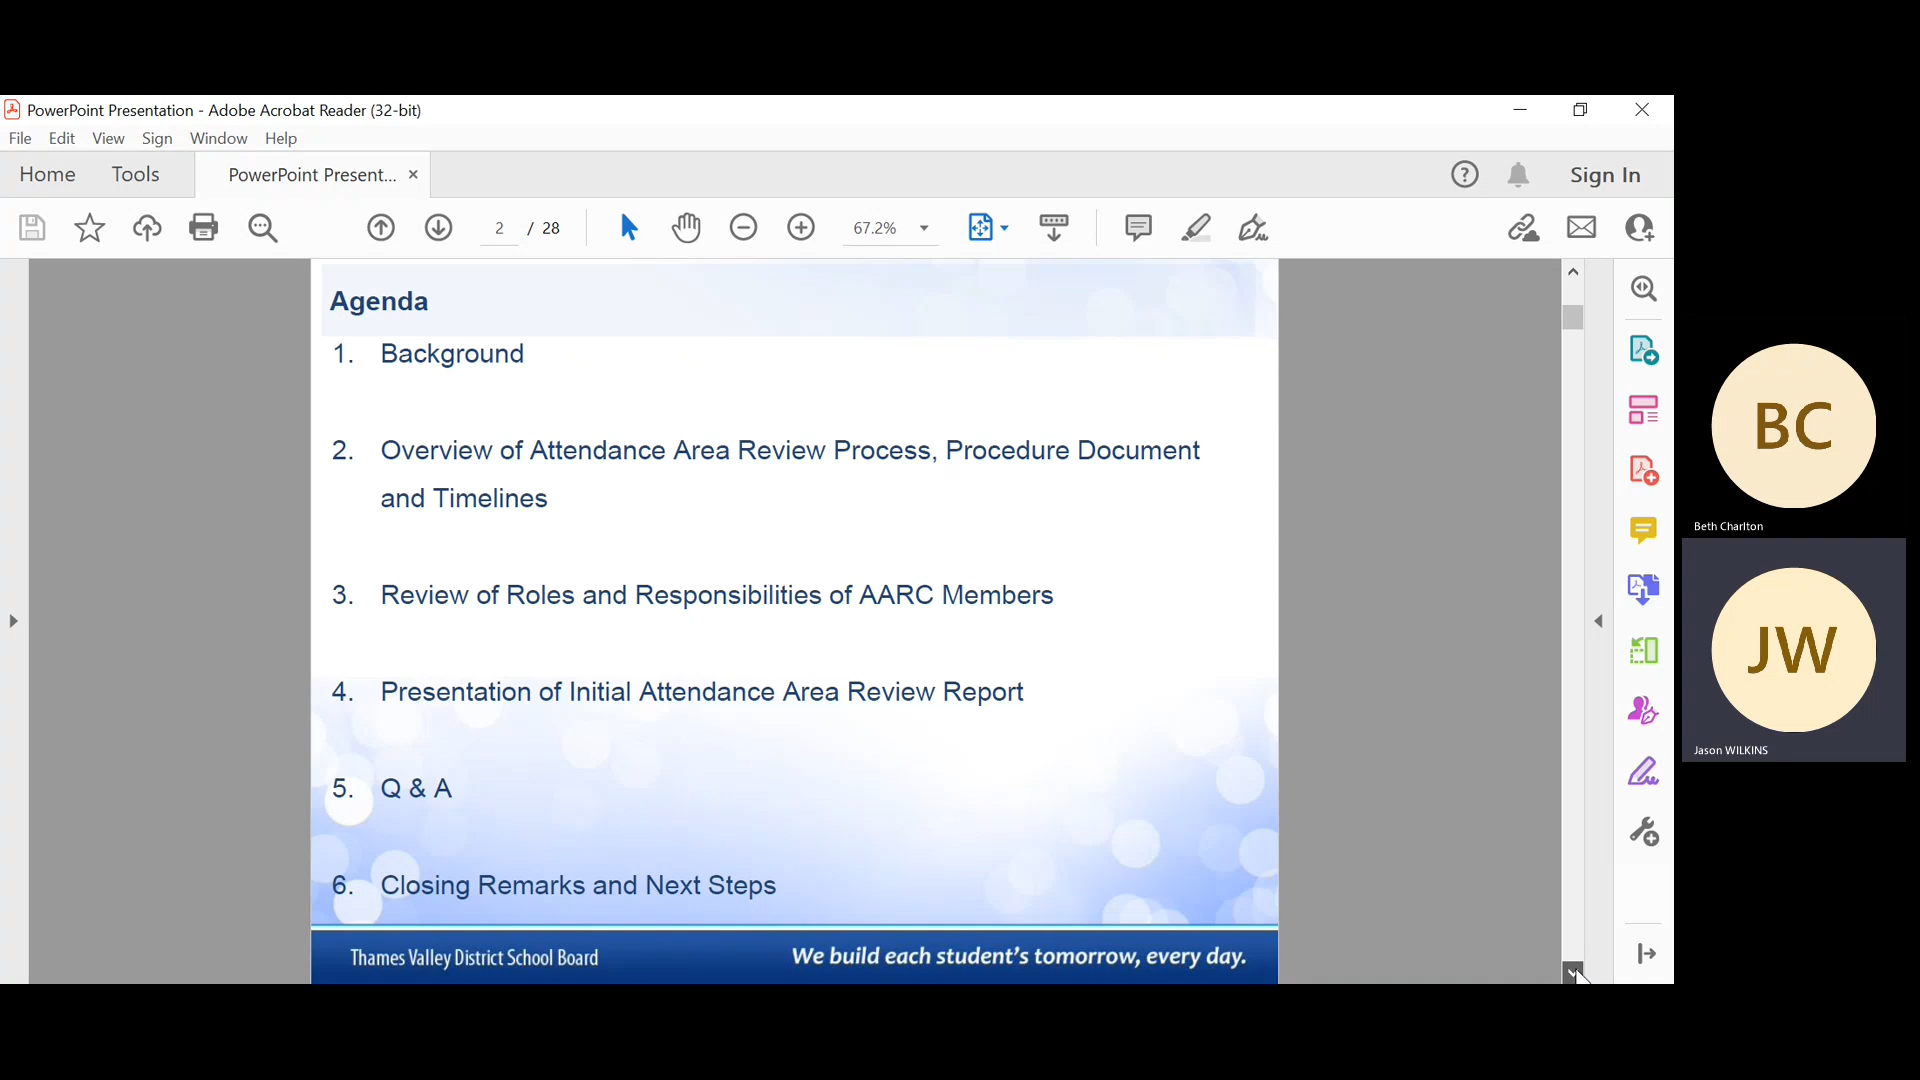 PowerPoint Presentation - Adobe Acrobat Reader (32-bit)
File Edit View Sign Window Help
Home Tools PowerPoint Present... × Sign In
2 / 28 67.2%
Agenda
1. Background
2. Overview of Attendance Area Review Process, Procedure Document
and Timelines
3. Review of Roles and Responsibilities of AARC Members
4. Presentation of Initial Attendance Area Review Report
5. Q & A
6. Closing Remarks and Next Steps
Thames Valley District School Board We build each student's tomorrow, every day.
BC
Beth Charlton
JW
Jason WILKINS